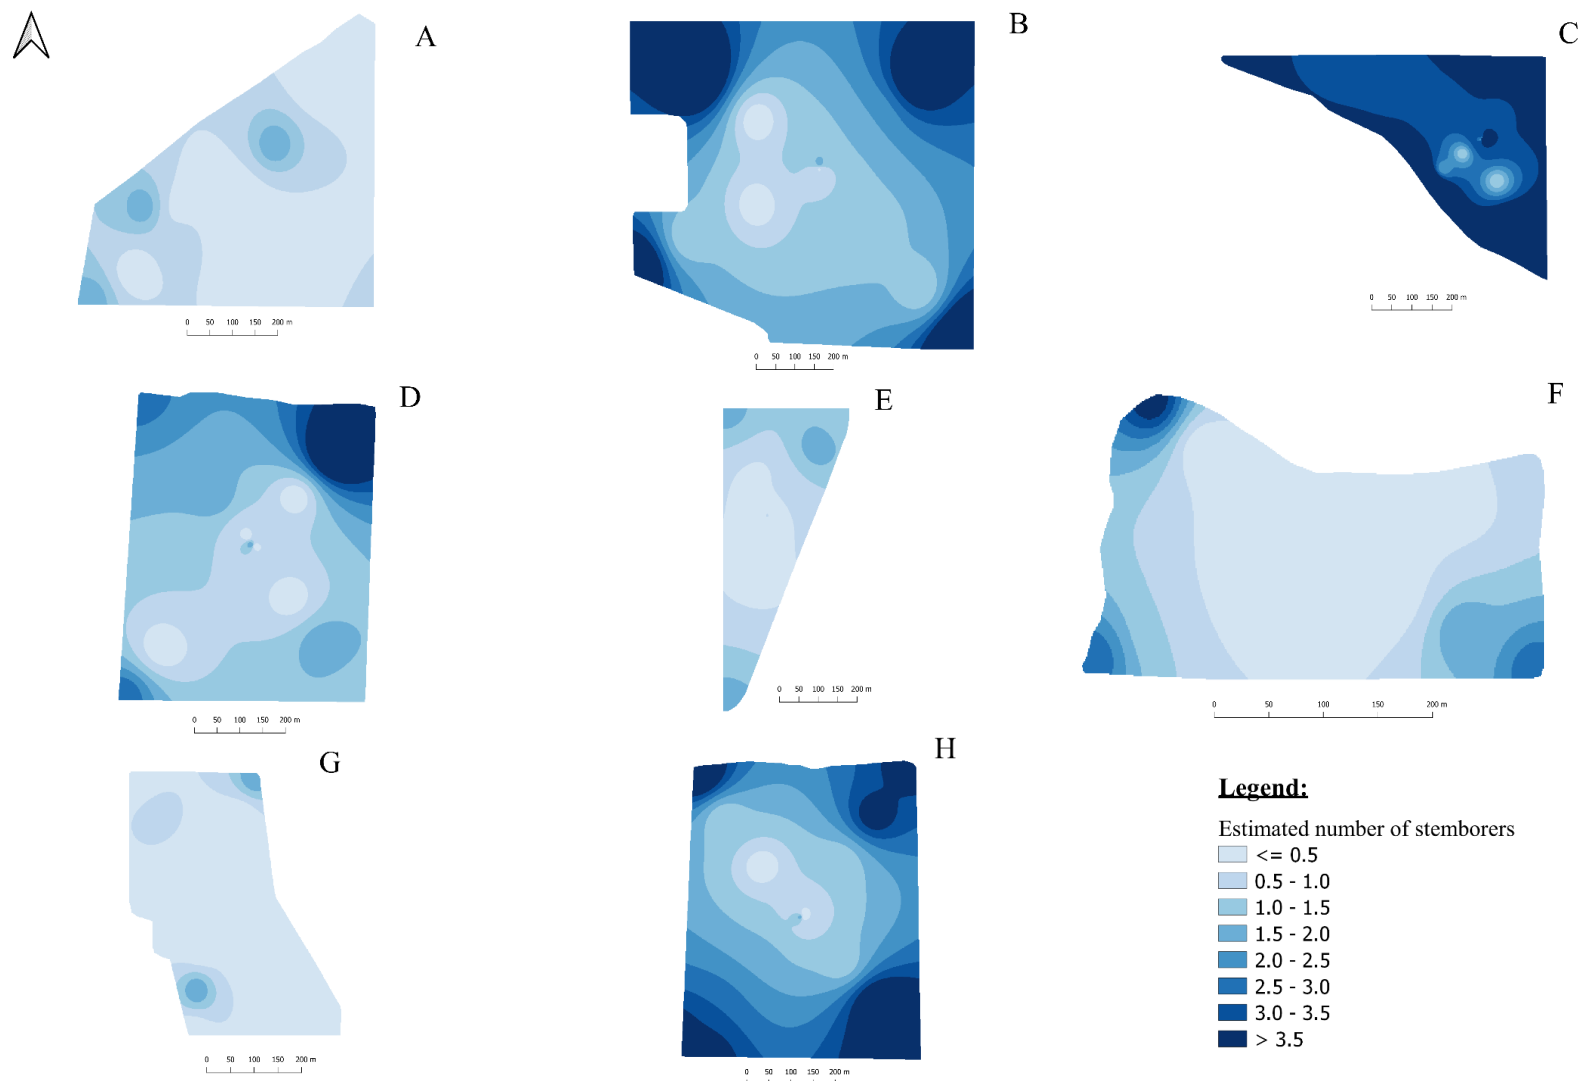 A
B
C
0 50 100 150 200 m
0 50 100 150 200 m
0 50 100 150 200 m
D
E
F
0 50 100 150 200 m
0 50 100 150 200 m
0 50 100 150 200 m
G
H
0 50 100 150 200 m
0 50 100 150 200 m
Legend:
Estimated number of stemborers
<= 0.5
0.5 - 1.0
1.0 - 1.5
1.5 - 2.0
2.0 - 2.5
2.5 - 3.0
3.0 - 3.5
> 3.5